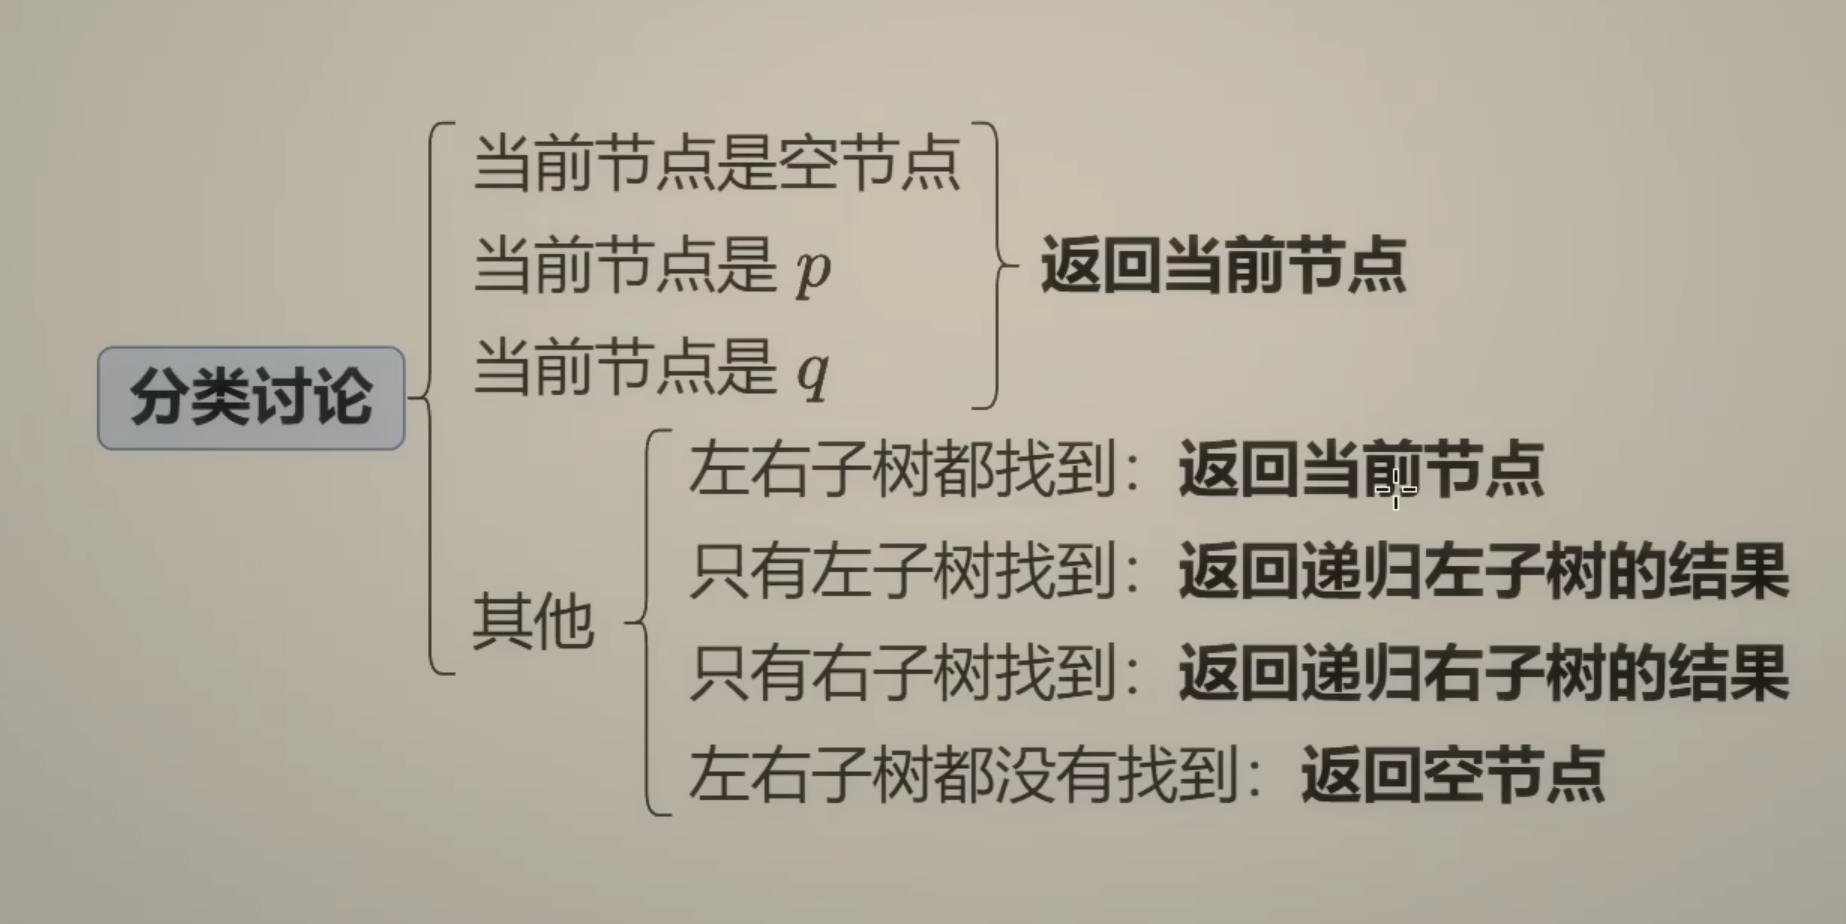 分类讨论
当前节点是空节点
当前节点是 p
当前节点是 q
返回当前节点
其他
左右子树都找到：返回当前节点
只有左子树找到：返回递归左子树的结果
只有右子树找到：返回递归右子树的结果
左右子树都没有找到：返回空节点